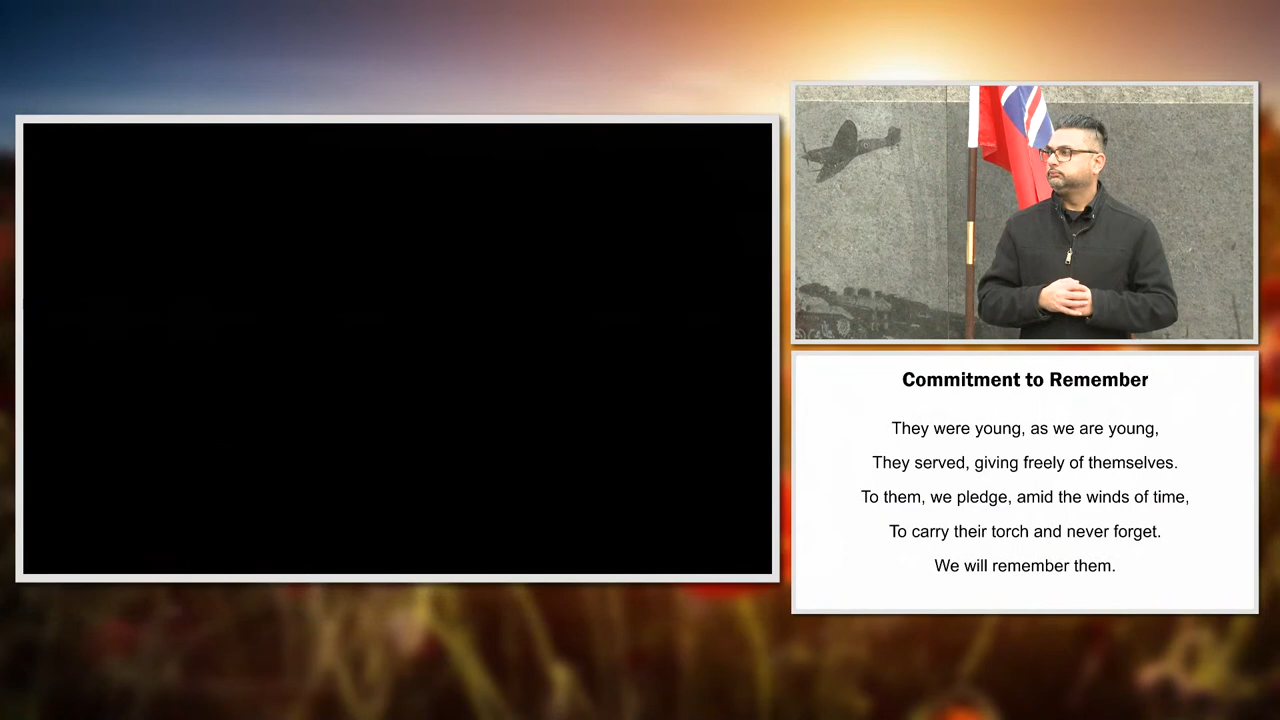 Commitment to Remember
They were young, as we are young,
They served, giving freely of themselves.
To them, we pledge, amid the winds of time,
To carry their torch and never forget.
We will remember them.